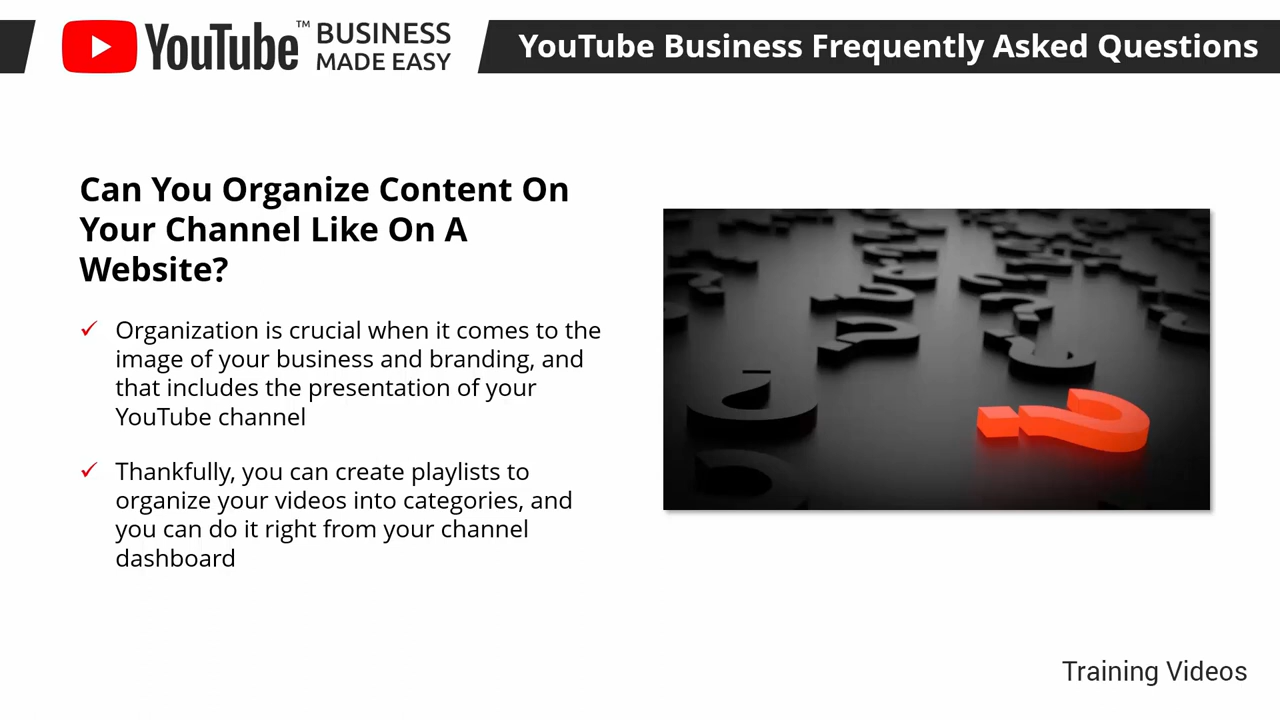 YouTube™ BUSINESS
MADE EASY
YouTube Business Frequently Asked Questions
Can You Organize Content On
Your Channel Like On A
Website?
✓ Organization is crucial when it comes to the
image of your business and branding, and
that includes the presentation of your
YouTube channel
✓ Thankfully, you can create playlists to
organize your videos into categories, and
you can do it right from your channel
dashboard
Training Videos